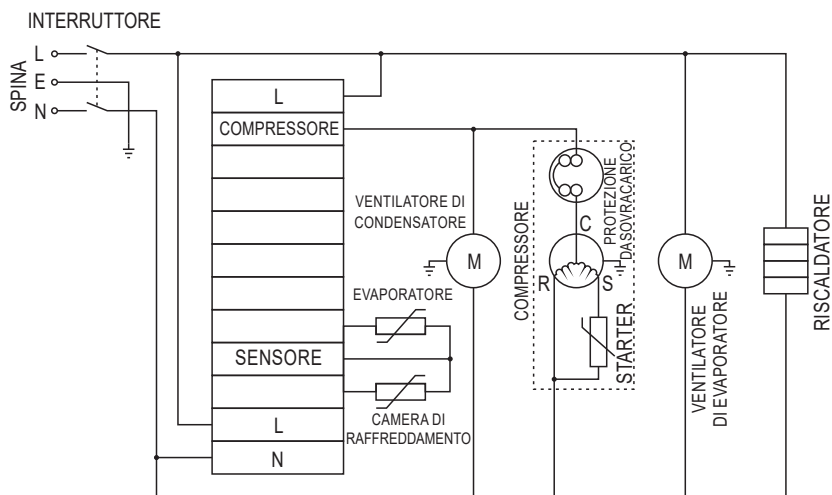 INTERRUTTORE
SPINA
L
E
N
L
COMPRESSORE
SENSORE
L
N
VENTILATORE DI
CONDENSATORE
M
EVAPORATORE
CAMERA DI
RAFFREDDAMENTO
COMPRESSORE
PROTEZIONE
DASOVRACARICO
C
R
S
STARTER
M
VENTILATORE
DI EVAPORATORE
RISCALDATORE